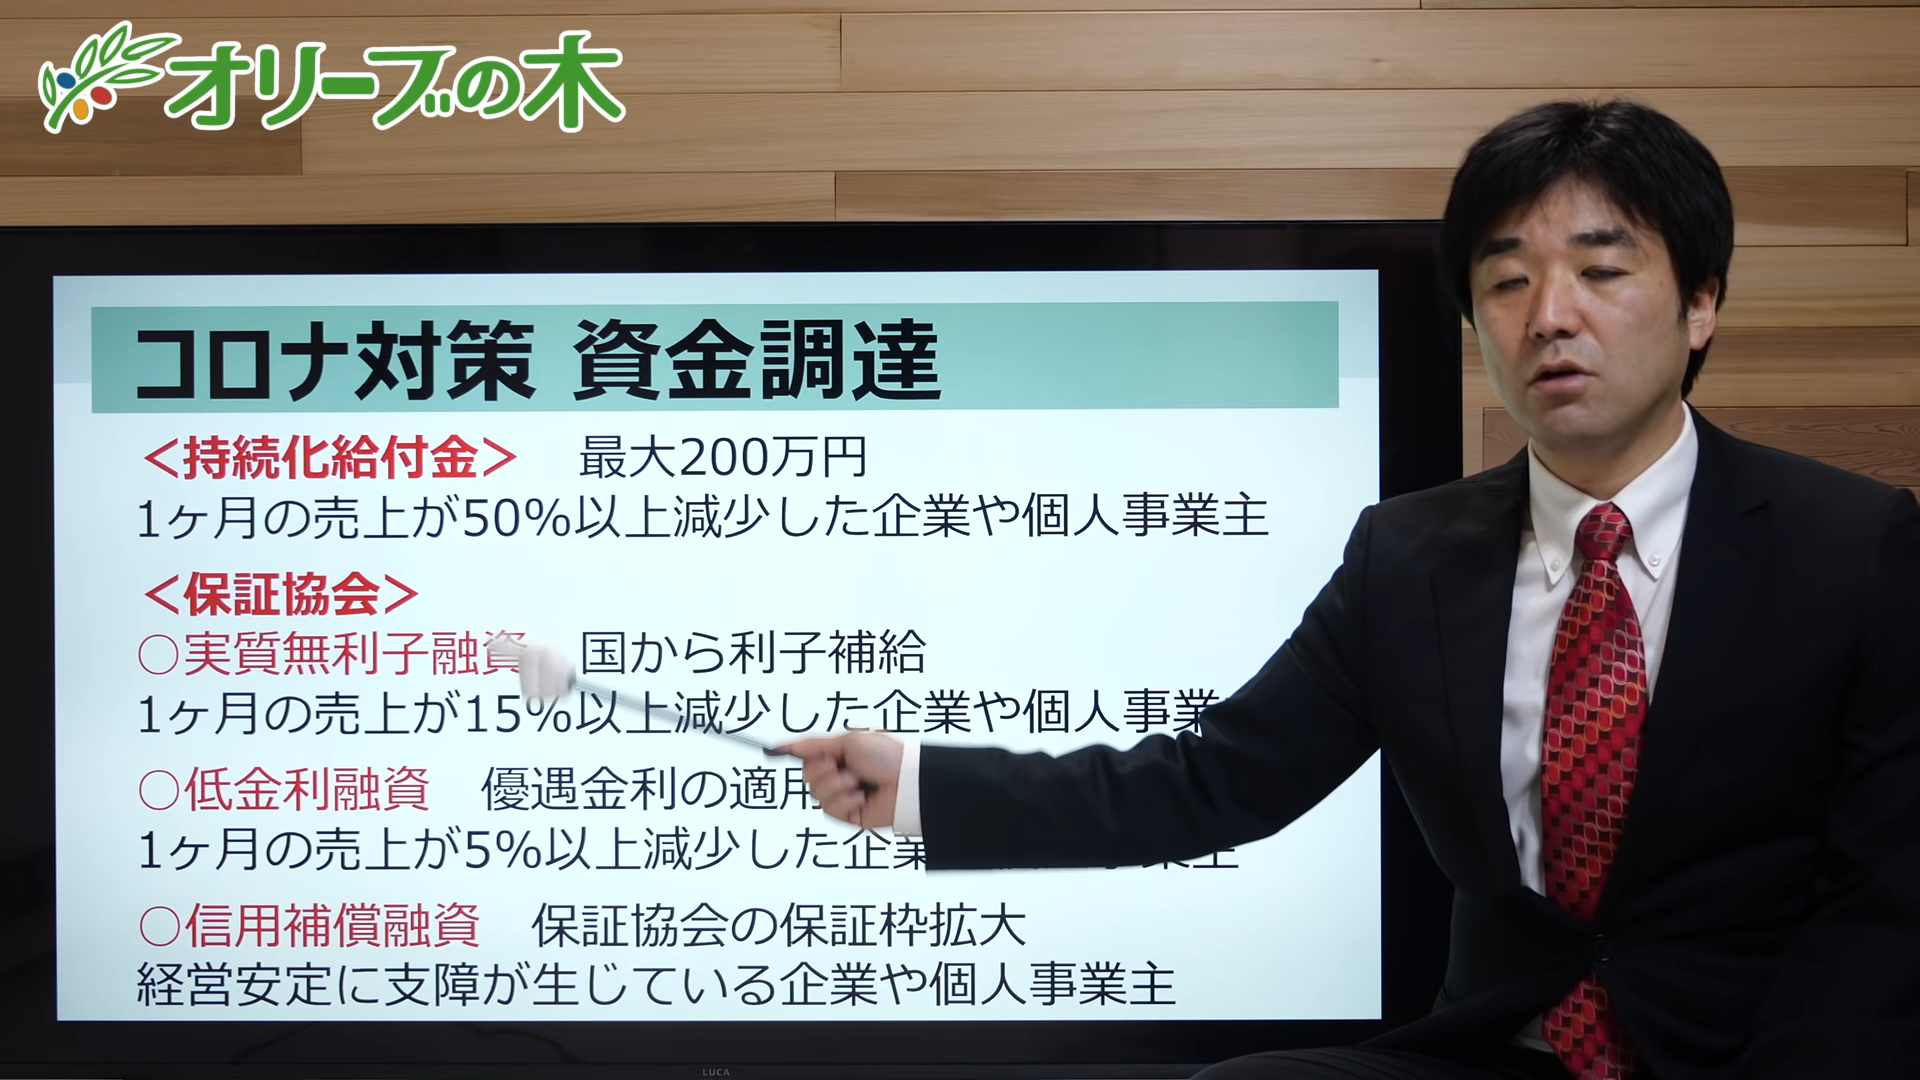 オリーブの木
コロナ対策 資金調達
＜持続化給付金＞　最大200万円
1ヶ月の売上が50%以上減少した企業や個人事業主
＜保証協会＞
○実質無利子融資　国から利子補給
1ヶ月の売上が15%以上減少した企業や個人事業
○低金利融資　優遇金利の適用
1ヶ月の売上が5%以上減少した企業
○信用補償融資　保証協会の保証枠拡大
経営安定に支障が生じている企業や個人事業主
LUCA